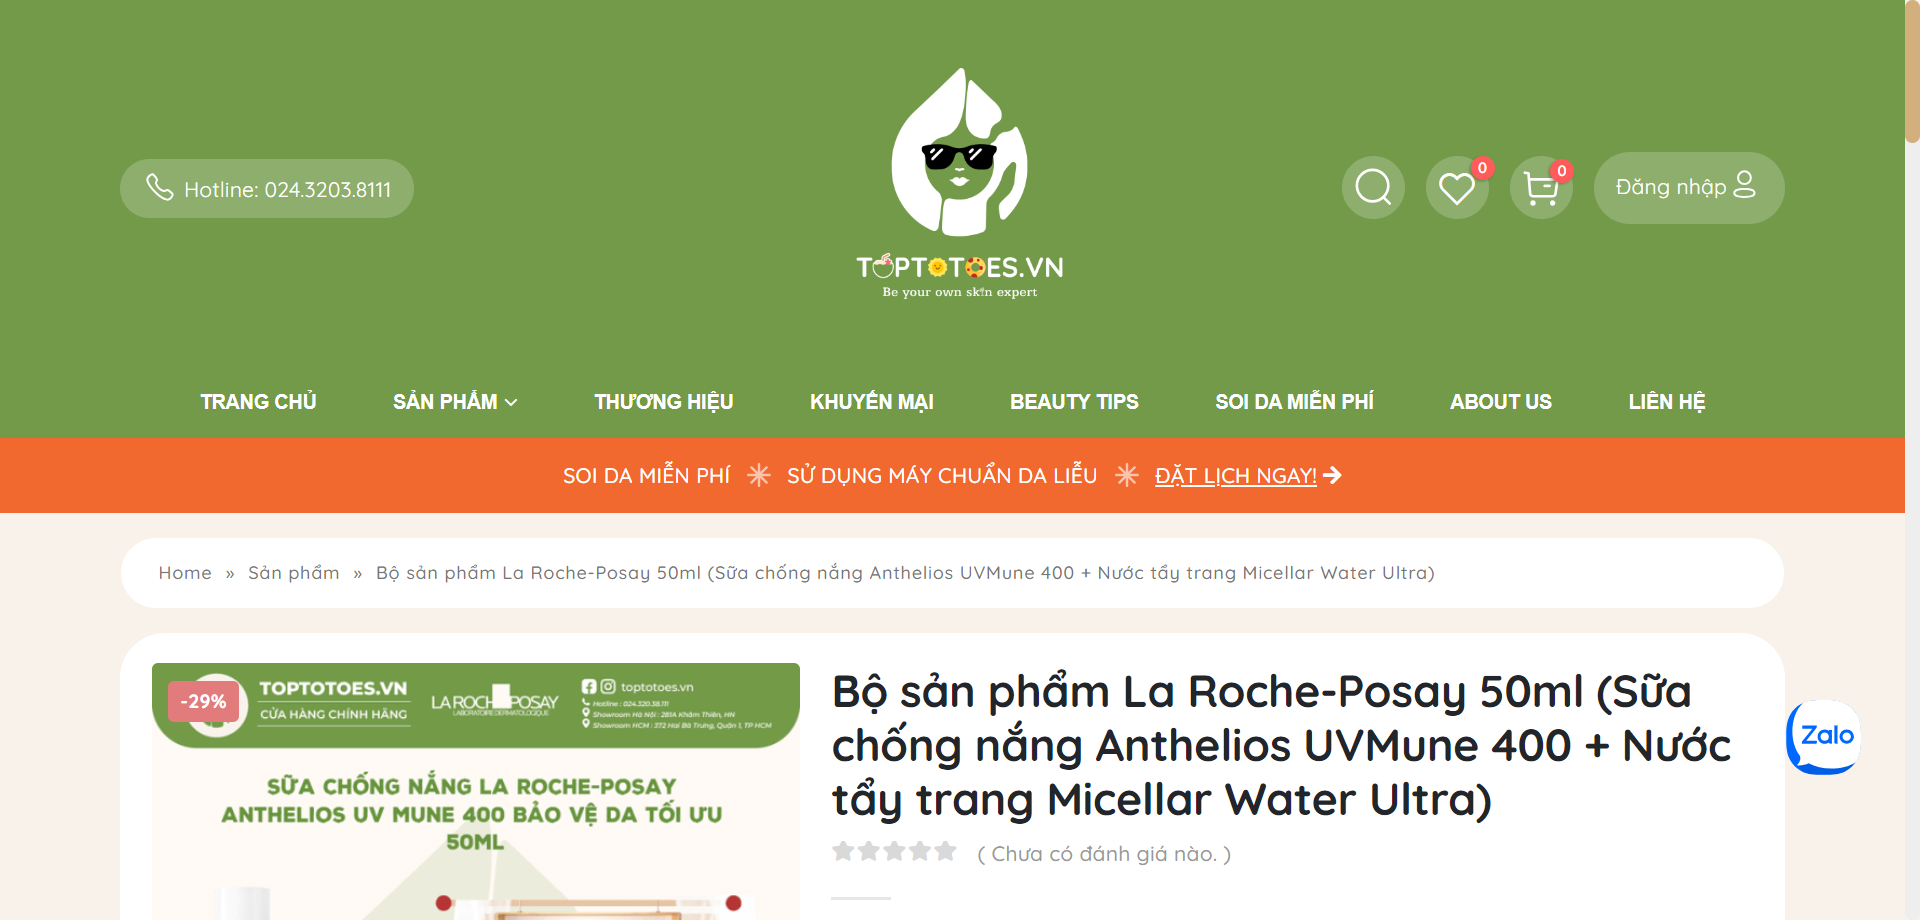 Hotline: 024.3203.8111
TOPTOTOES.VN
Be your own skin expert
0
0
Đăng nhập
TRANG CHỦ
SẢN PHẨM
THƯƠNG HIỆU
KHUYẾN MẠI
BEAUTY TIPS
SOI DA MIỄN PHÍ
ABOUT US
LIÊN HỆ
SOI DA MIỄN PHÍ
SỬ DỤNG MÁY CHUẨN DA LIỄU
ĐẶT LỊCH NGAY!
Home » Sản phẩm » Bộ sản phẩm La Roche-Posay 50ml (Sữa chống nắng Anthelios UVMune 400 + Nước tẩy trang Micellar Water Ultra)
-29%
TOPTOTOES.VN
CỬA HÀNG CHÍNH HÃNG
LA ROCHE POSAY
LABORATOIRE DERMATOLOGIQUE
toptotoes.vn
Hotline : 024.320.38.111
Showroom Hà Nội : 281A Khâm Thiên, HN
Showroom HCM : 372 Hai Bà Trưng, Quận 1, TP HCM
SỮA CHỐNG NẮNG LA ROCHE-POSAY
ANTHELIOS UV MUNE 400 BẢO VỆ DA TỐI ƯU
50ML
Bộ sản phẩm La Roche-Posay 50ml (Sữa
chống nắng Anthelios UVMune 400 + Nước
tẩy trang Micellar Water Ultra)
( Chưa có đánh giá nào. )
Zalo